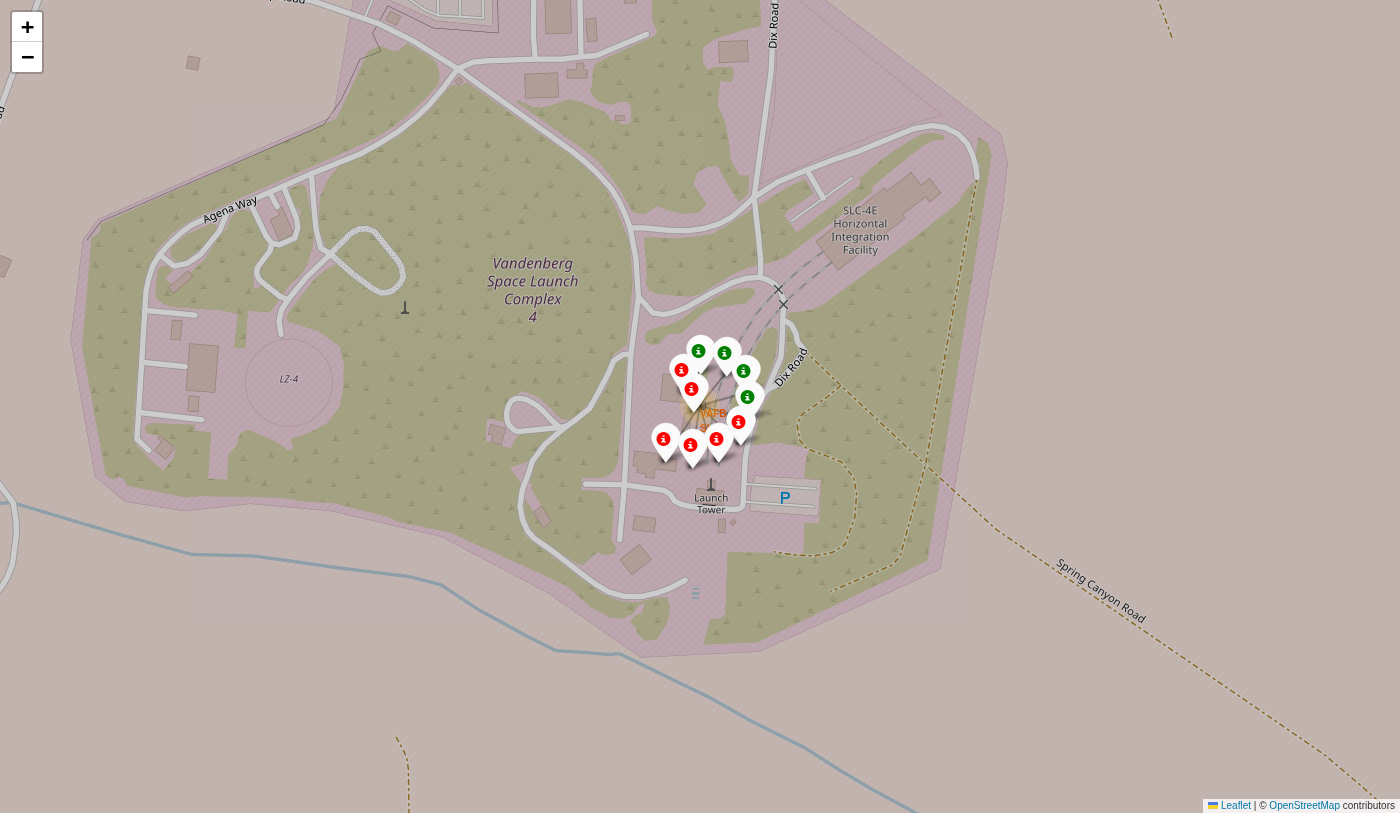 +
−
Road
Dix Road
Agena Way
SLC-4E
Horizontal
Integration
Facility
Vandenberg
Space Launch
Complex
4
LZ-4
Dix Road
P
Launch
Tower
Spring Canyon Road
Leaflet | © OpenStreetMap contributors